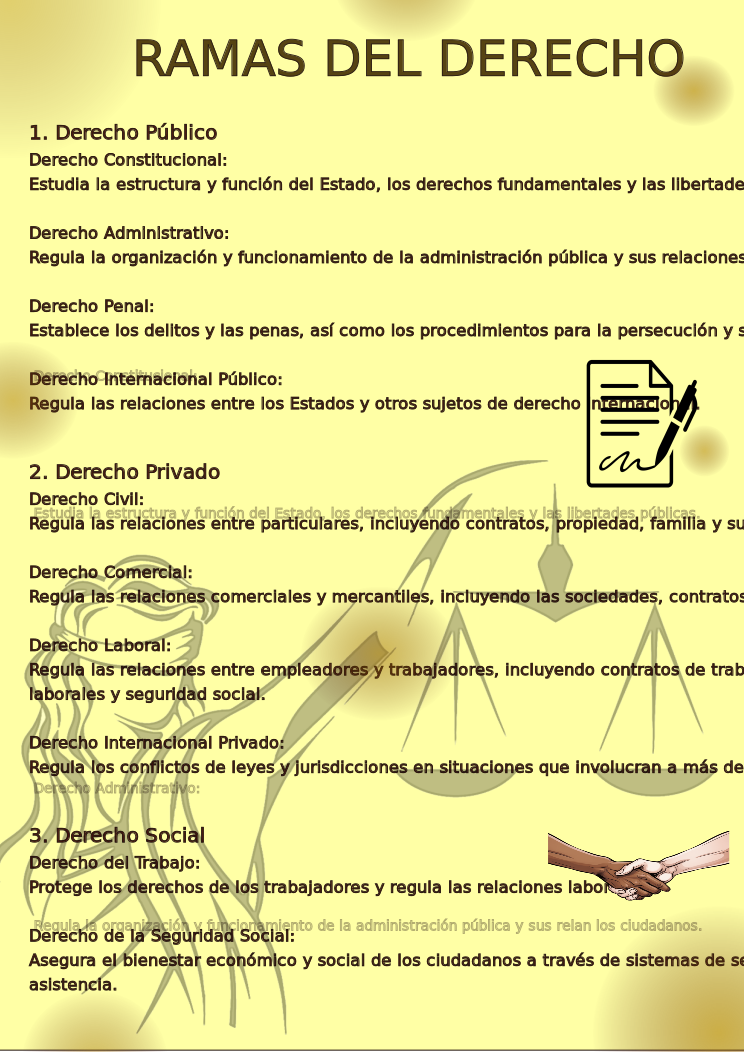 RAMAS DEL DERECHO
1. Derecho Público
Derecho Constitucional:
Estudia la estructura y función del Estado, los derechos fundamentales y las libertade
Derecho Administrativo:
Regula la organización y funcionamiento de la administración pública y sus relaciones
Derecho Penal:
Establece los delitos y las penas, así como los procedimientos para la persecución y s
Derecho Constitucional:
Derecho Internacional Público:
Regula las relaciones entre los Estados y otros sujetos de derecho internacional.
2. Derecho Privado
Derecho Civil:
Estudia la estructura y función del Estado, los derechos fundamentales y las libertades públicas.
Regula las relaciones entre particulares, incluyendo contratos, propiedad, familia y su
Derecho Comercial:
Regula las relaciones comerciales y mercantiles, incluyendo las sociedades, contratos
Derecho Laboral:
Regula las relaciones entre empleadores y trabajadores, incluyendo contratos de trab
laborales y seguridad social.
Derecho Internacional Privado:
Regula los conflictos de leyes y jurisdicciones en situaciones que involucran a más de
Derecho Administrativo:
3. Derecho Social
Derecho del Trabajo:
Protege los derechos de los trabajadores y regula las relaciones labor
Regula la organización y funcionamiento de la administración pública y sus relan los ciudadanos.
Derecho de la Seguridad Social:
Asegura el bienestar económico y social de los ciudadanos a través de sistemas de se
asistencia.